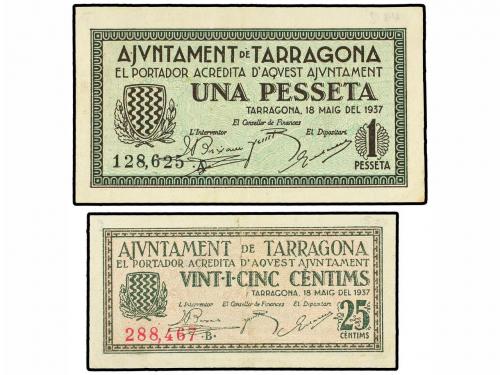 AJVNTAMENT DE TARRAGONA
EL PORTADOR ACREDITA D'AQVEST AJVNTAMENT
UNA PESSETA
TARRAGONA, 18 MAIG DEL 1937
El Conseller de Finances
L'Interventor El Dipositari
128,625 A 1
PESSETA
AJVNTAMENT DE TARRAGONA
EL PORTADOR ACREDITA D'AQVEST AJVNTAMENT
VINT·I·CINC CÈNTIMS
TARRAGONA, 18 MAIG DEL 1937
L'Interventor El Conseller de Finances El Dipositari
288,467 ·B· 25
CÈNTIMS